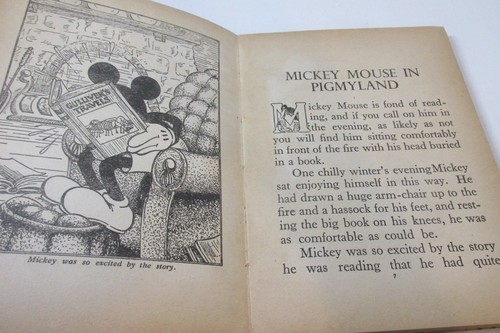 GULLIVER'S
TRAVELS
Mickey was so excited by the story.
MICKEY MOUSE IN
PIGMYLAND
Mickey Mouse is fond of read-
ing, and if you call on him in
the evening, as likely as not
you will find him sitting comfortably
in front of the fire with his head buried
in a book.
One chilly winter's evening Mickey
sat enjoying himself in this way. He
had drawn a huge arm-chair up to the
fire and a hassock for his feet, and rest-
ing the big book on his knees, he was
as comfortable as could be.
Mickey was so excited by the story
he was reading that he had quite
7